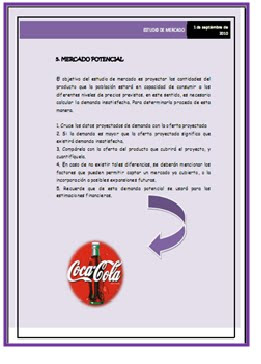 ESTUDIO DE MERCADO
1 de septiembre de
2010
5. MERCADO POTENCIAL
El objetivo del estudio de mercado es proyectar las cantidades del
producto que la población estará en capacidad de consumir a los
diferentes niveles de precios previstos, en este sentido, es necesario
calcular la demanda insatisfecha. Para determinarla proceda de esta
manera.
1. Cruce los datos proyectados de demanda con la oferta proyectada
2. Si la demanda es mayor que la oferta proyectada significa que
existirá demanda insatisfecha.
3. Compárela con la oferta del producto que cubrirá el proyecto, y
cuantifíquela.
4. En caso de no existir tales diferencias, se deberán mencionar los
factores que pueden permitir captar un mercado ya cubierto, o la
incorporación a posibles expansiones futuras.
5. Recuerde que de esta demanda potencial se usará para las
estimaciones financieras.
Coca-Cola